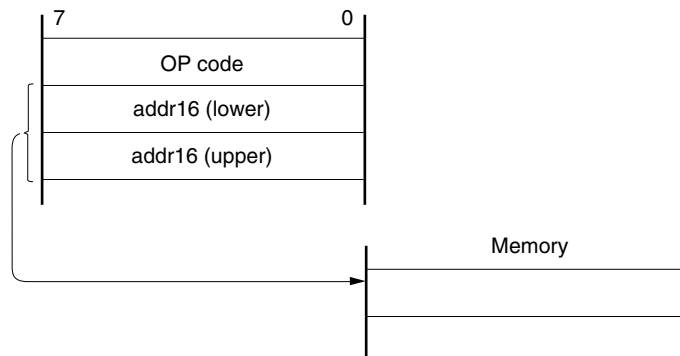 7 0
OP code
addr16 (lower)
addr16 (upper)
Memory